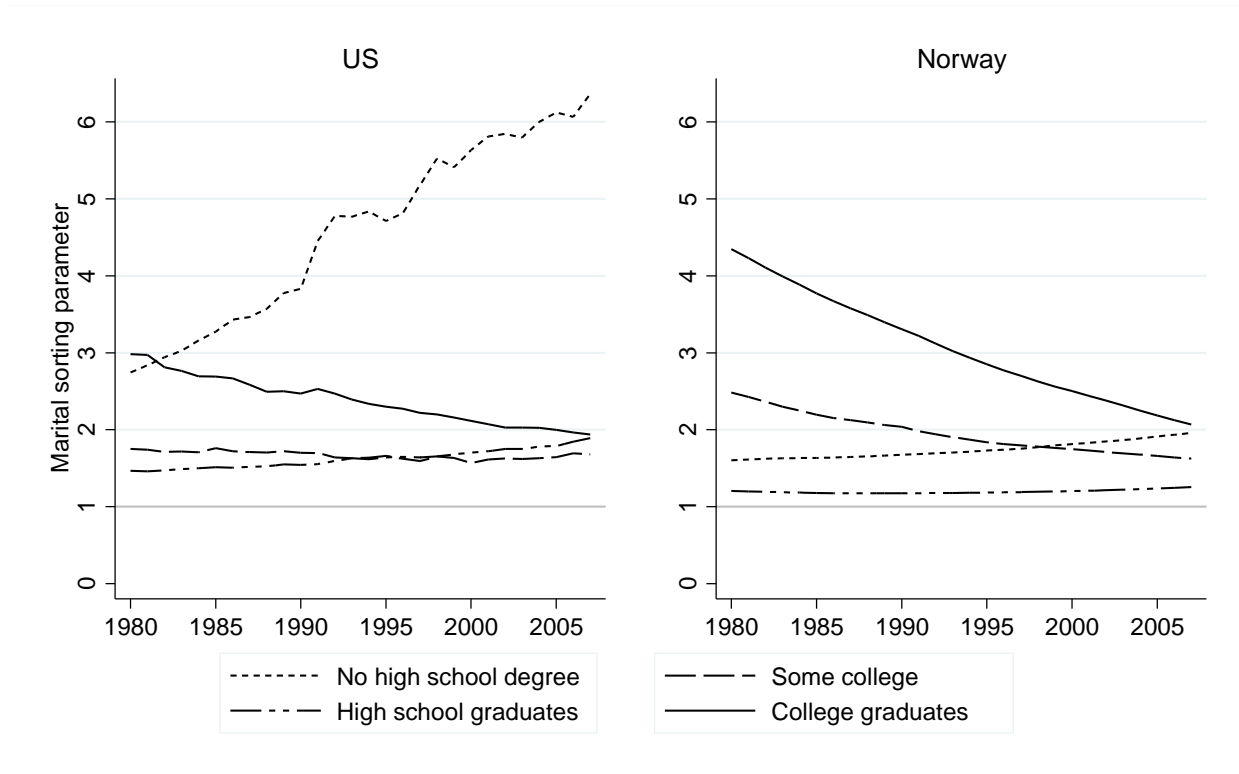 US
Norway
Marital sorting parameter
6
5
4
3
2
1
0
1980 1985 1990 1995 2000 2005
6
5
4
3
2
1
0
1980 1985 1990 1995 2000 2005
No high school degree
High school graduates
Some college
College graduates